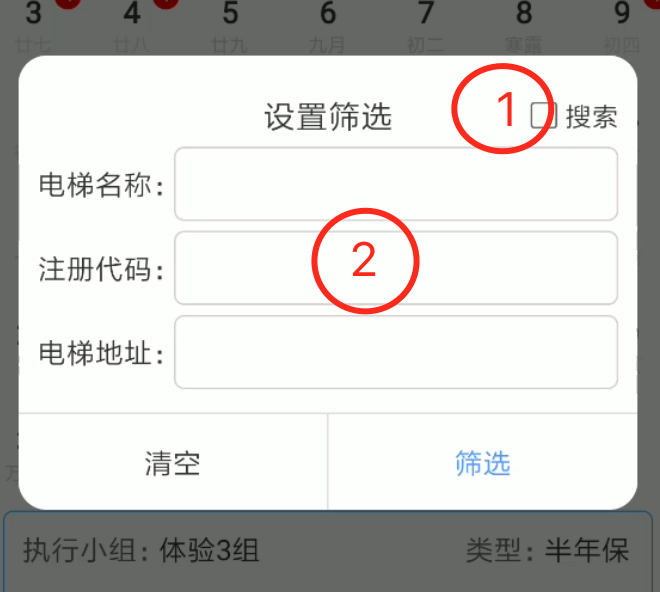 3 4 5 6 7 8 9
廿七 廿八 廿九 九月 初二 寒露 初四
设置筛选 1 搜索
电梯名称:
注册代码: 2
电梯地址:
清空 筛选
执行小组: 体验3组 类型: 半年保